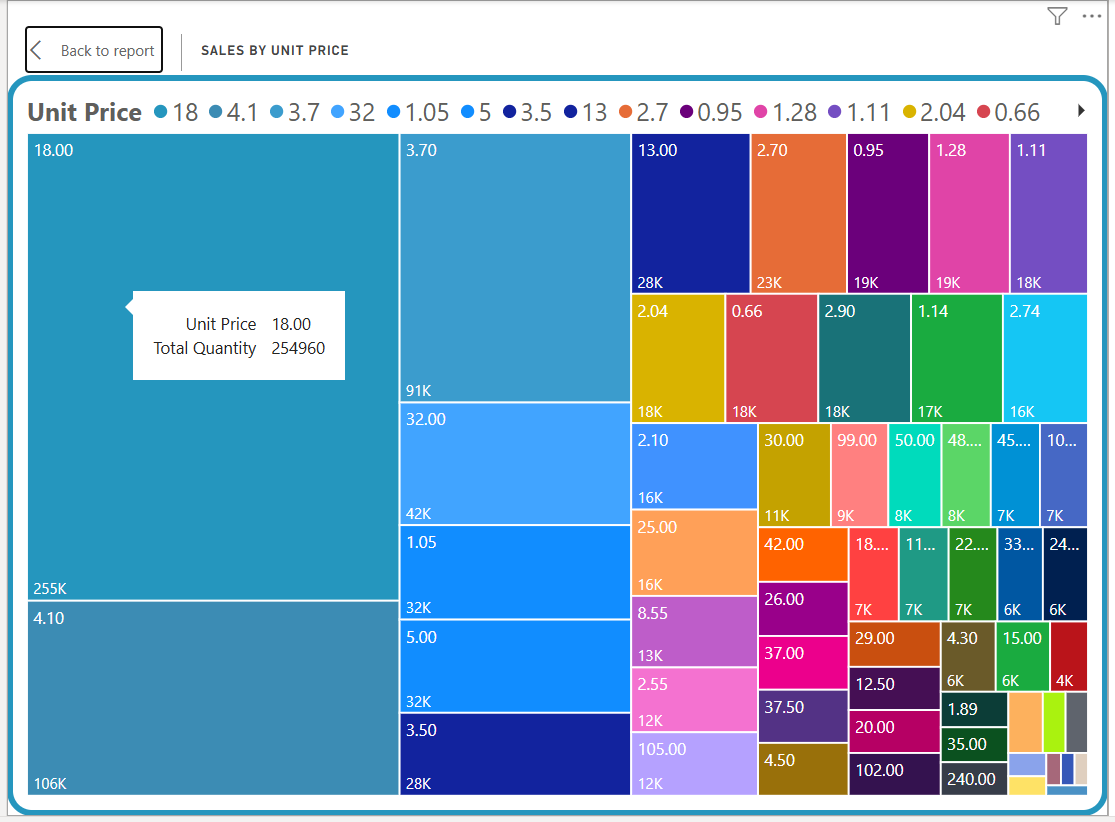 Back to report
SALES BY UNIT PRICE
Unit Price 18 4.1 3.7 32 1.05 5 3.5 13 2.7 0.95 1.28 1.11 2.04 0.66
18.00
Unit Price 18.00
Total Quantity 254960
255K
4.10
106K
3.70
91K
32.00
42K
1.05
32K
5.00
32K
3.50
28K
13.00
28K
2.70
23K
0.95
19K
1.28
19K
1.11
18K
2.04
18K
0.66
18K
2.90
18K
1.14
17K
2.74
16K
2.10
16K
25.00
16K
8.55
13K
2.55
12K
105.00
12K
30.00
11K
99.00
9K
50.00
8K
48....
8K
45....
7K
10...
7K
42.00
26.00
37.00
37.50
4.50
18....
7K
11...
7K
22....
7K
33...
6K
24...
6K
29.00
12.50
20.00
102.00
4.30
6K
15.00
6K
4K
1.89
35.00
240.00